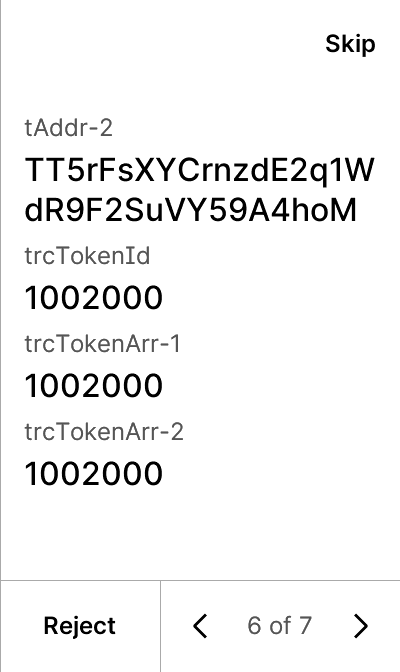 Skip
tAddr-2
TT5rFsXYCrnzdE2q1W
dR9F2SuVY59A4hoM
trcTokenId
1002000
trcTokenArr-1
1002000
trcTokenArr-2
1002000
Reject
6 of 7